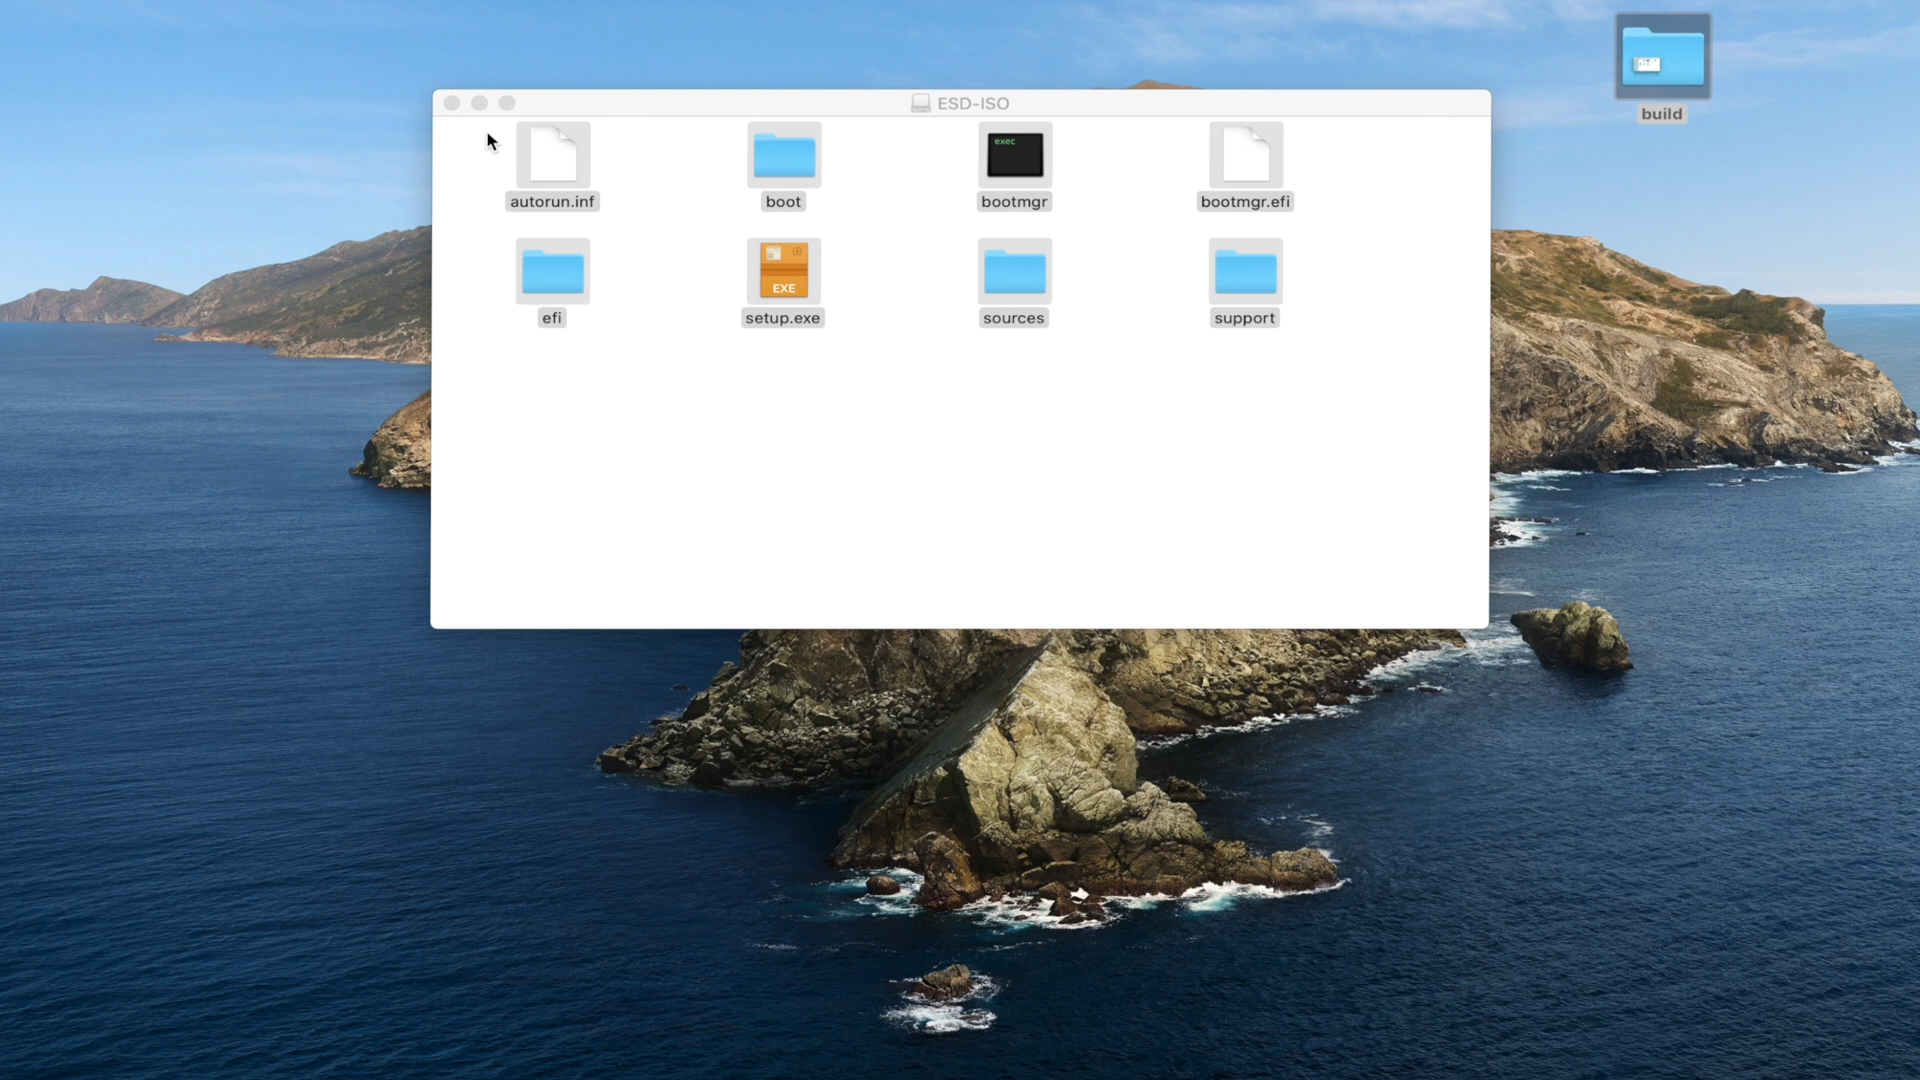 build
ESD-ISO
exec
autorun.inf
boot
bootmgr
bootmgr.efi
EXE
efi
setup.exe
sources
support